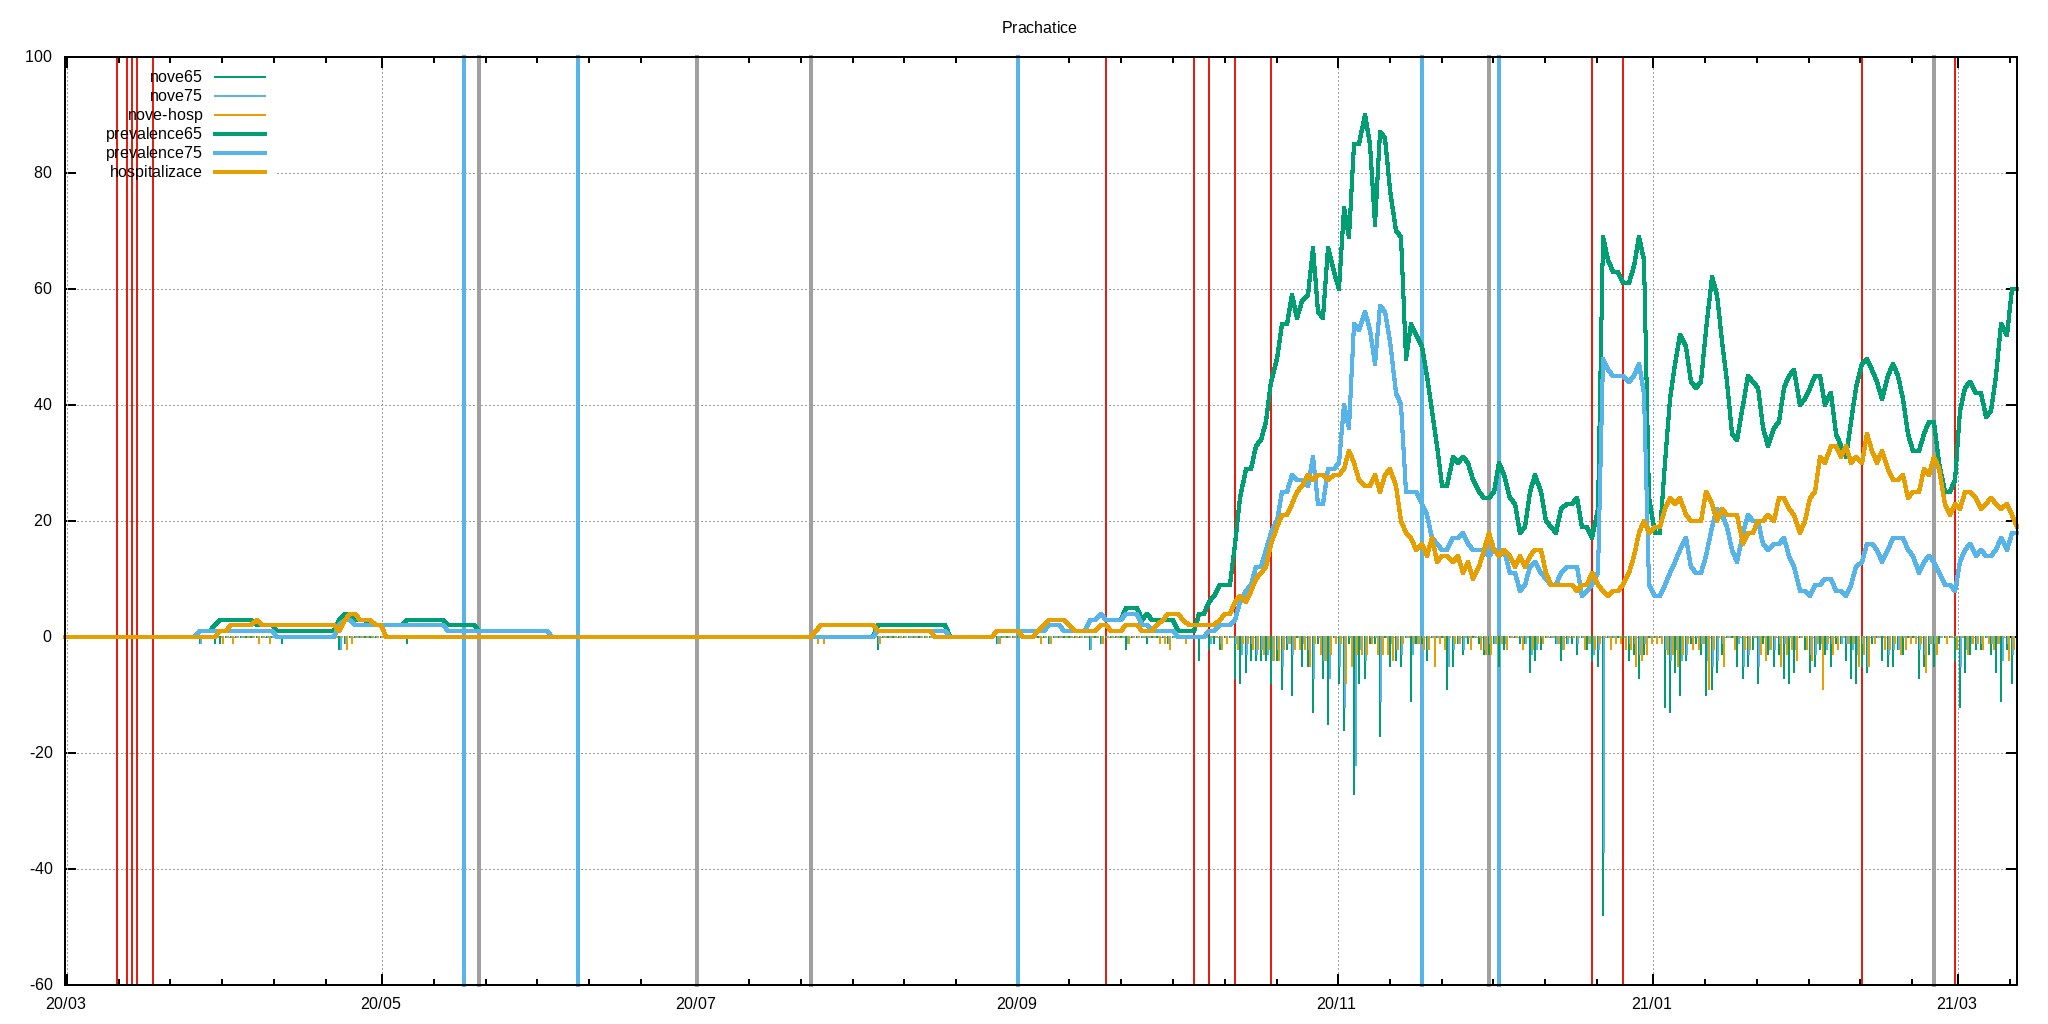 Prachatice
100
nove65
nove75
nove-hosp
prevalence65
prevalence75
hospitalizace
80
60
40
20
0
-20
-40
-60
20/03 20/05 20/07 20/09 20/11 21/01 21/03